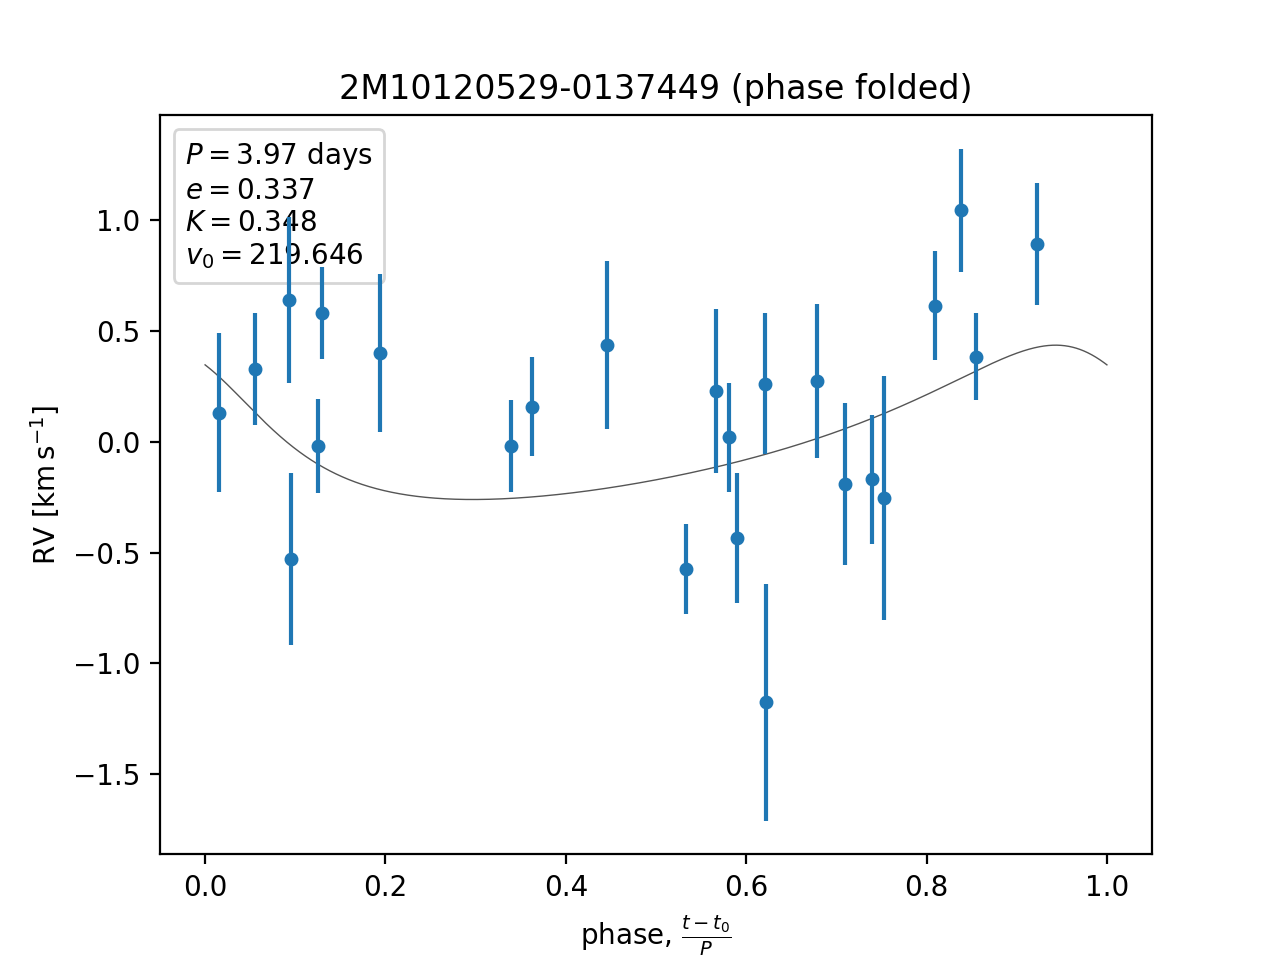 2M10120529-0137449 (phase folded)
P = 3.97 days
e = 0.337
K = 0.348
v₀ = 219.646
1.0
0.5
0.0
−0.5
−1.0
−1.5
RV [km s⁻¹]
0.0 0.2 0.4 0.6 0.8 1.0
phase, (t − t₀)/P